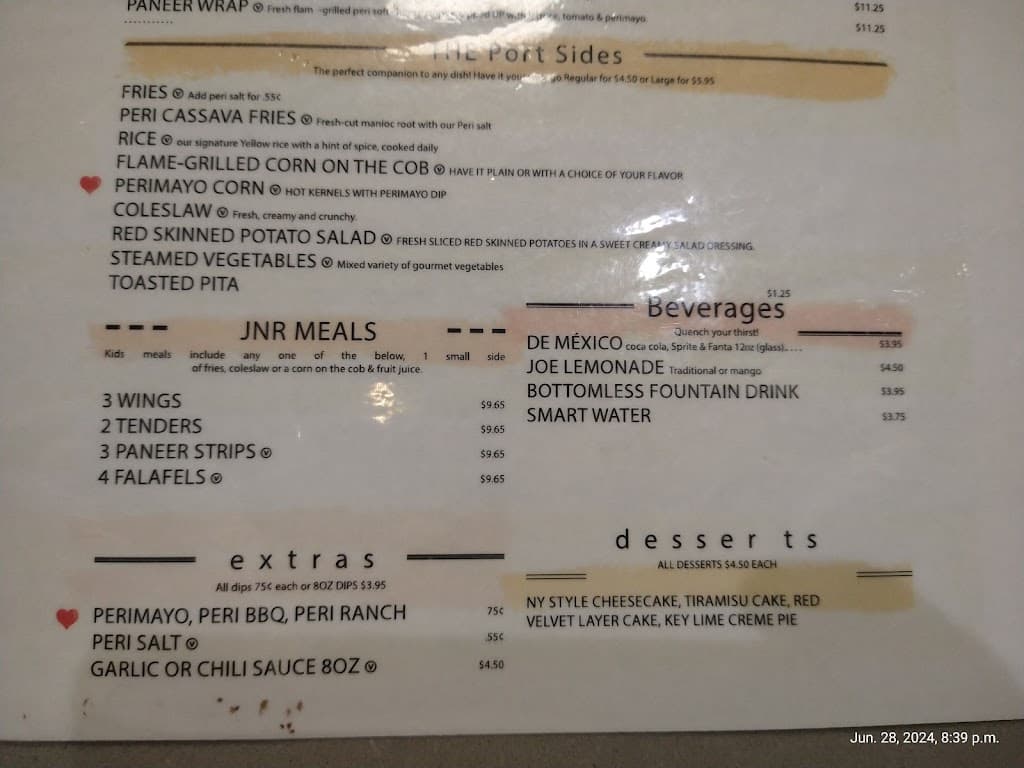 PANEER WRAP Ⓥ Fresh flam -grilled peri soft tomato & perimayo. $11.25
............ $11.25
THE Port Sides
The perfect companion to any dish! Have it go Regular for $4.50 or Large for $5.95
FRIES Ⓥ Add peri salt for .55¢
PERI CASSAVA FRIES Ⓥ Fresh-cut manioc root with our Peri salt
RICE Ⓥ our signature Yellow rice with a hint of spice, cooked daily
FLAME-GRILLED CORN ON THE COB Ⓥ HAVE IT PLAIN OR WITH A CHOICE OF YOUR FLAVOR
PERIMAYO CORN Ⓥ HOT KERNELS WITH PERIMAYO DIP
COLESLAW Ⓥ Fresh, creamy and crunchy.
RED SKINNED POTATO SALAD Ⓥ FRESH SLICED RED SKINNED POTATOES IN A SWEET CREAMY SALAD DRESSING.
STEAMED VEGETABLES Ⓥ Mixed variety of gourmet vegetables
TOASTED PITA $1.25
JNR MEALS
Kids meals include any one of the below, 1 small side
of fries, coleslaw or a corn on the cob & fruit juice.
3 WINGS $9.65
2 TENDERS $9.65
3 PANEER STRIPS Ⓥ $9.65
4 FALAFELS Ⓥ $9.65
Beverages
Quench your thirst!
DE MÉXICO coca cola, Sprite & Fanta 12oz (glass)..... $3.95
JOE LEMONADE Traditional or mango $4.50
BOTTOMLESS FOUNTAIN DRINK $3.95
SMART WATER $3.75
extras
All dips 75¢ each or 8OZ DIPS $3.95
PERIMAYO, PERI BBQ, PERI RANCH 75¢
PERI SALT Ⓥ .55¢
GARLIC OR CHILI SAUCE 8OZ Ⓥ $4.50
desser ts
ALL DESSERTS $4.50 EACH
NY STYLE CHEESECAKE, TIRAMISU CAKE, RED
VELVET LAYER CAKE, KEY LIME CREME PIE
Jun. 28, 2024, 8:39 p.m.